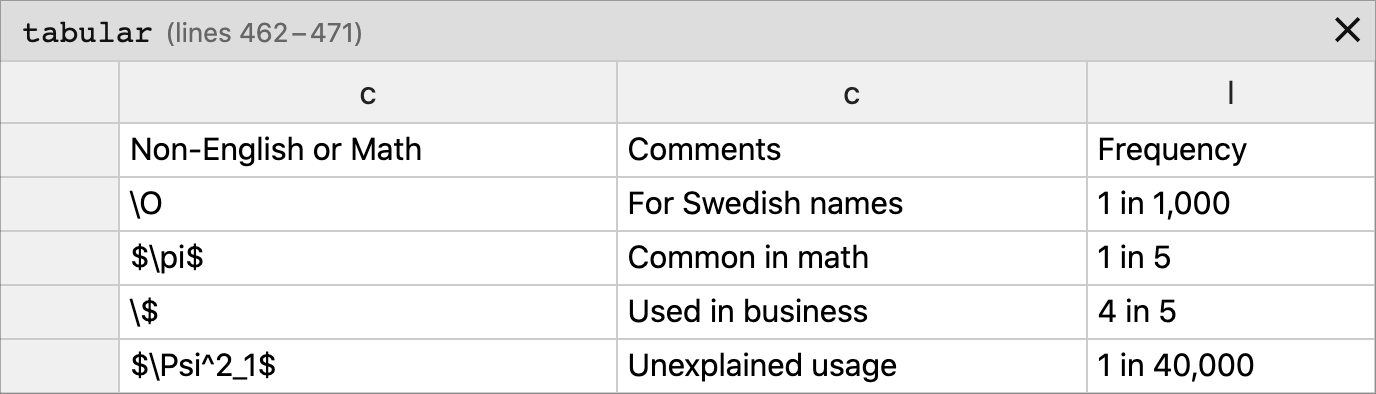 tabular (lines 462–471)
c c l
Non-English or Math Comments Frequency
\O For Swedish names 1 in 1,000
$\pi$ Common in math 1 in 5
\$ Used in business 4 in 5
$\Psi^2_1$ Unexplained usage 1 in 40,000